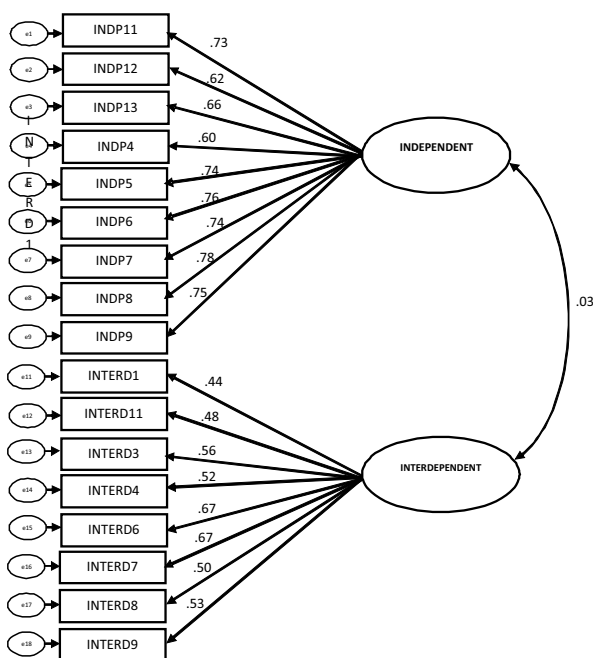 e1
INDP11
.73
e2
INDP12
.62
e3
INDP13
.66
INDP4
.60
INDEPENDENT
INDP5
.74
INDP6
.76
e7
INDP7
.74
e8
INDP8
.78
e9
INDP9
.75
I
N
T
E
R
D
1
.03
e11
INTERD1
.44
e12
INTERD11
.48
e13
INTERD3
.56
INTERDEPENDENT
e14
INTERD4
.52
e15
INTERD6
.67
e16
INTERD7
.67
e17
INTERD8
.50
e18
INTERD9
.53